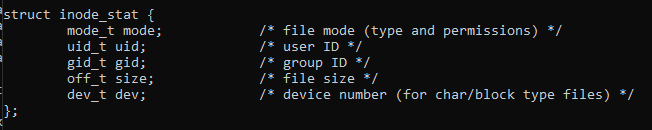 struct inode_stat {
        mode_t mode;            /* file mode (type and permissions) */
        uid_t uid;              /* user ID */
        gid_t gid;              /* group ID */
        off_t size;             /* file size */
        dev_t dev;              /* device number (for char/block type files) */
};